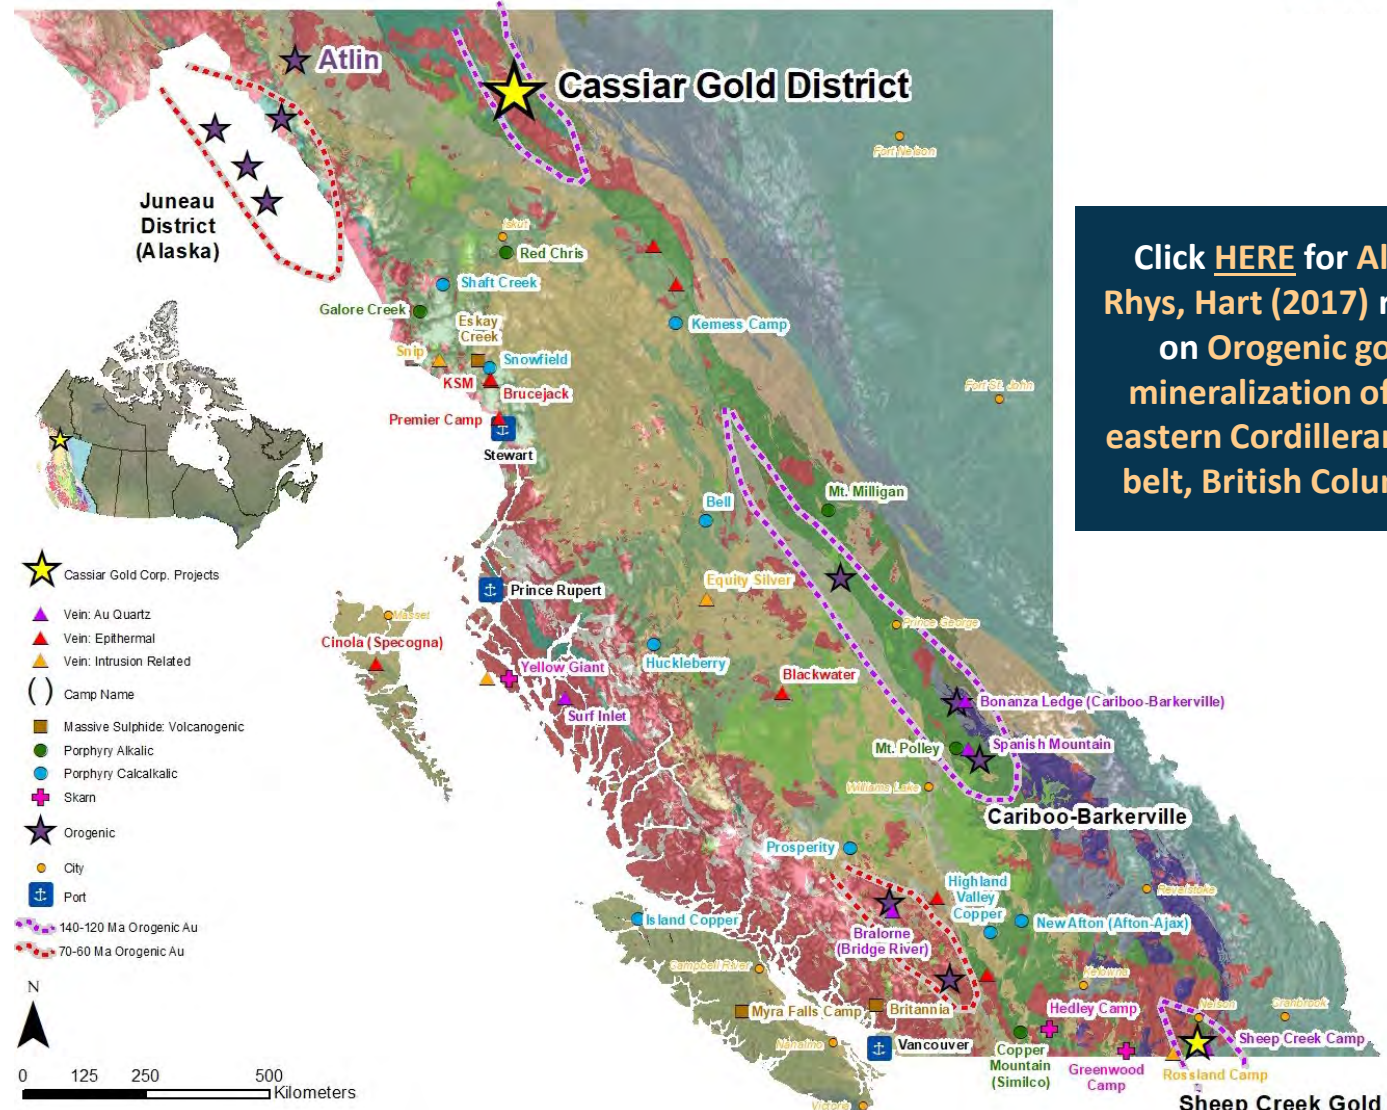 Atlin
Cassiar Gold District
Fort Nelson
Juneau
District
(Alaska)
Iskut
Red Chris
Shaft Creek
Galore Creek
Eskay
Creek
Kemess Camp
Snip
Snowfield
KSM
Brucejack
Fort St. John
Premier Camp
Stewart
Click HERE for Al
Rhys, Hart (2017)
on Orogenic go
mineralization of
eastern Cordilleran
belt, British Colu
Mt. Milligan
Bell
Equity Silver
Prince Rupert
Masset
Prince George
Cinola (Specogna)
Huckleberry
Yellow Giant
Blackwater
Surf Inlet
Bonanza Ledge (Cariboo-Barkerville)
Mt. Polley
Spanish Mountain
Williams Lake
Cariboo-Barkerville
Prosperity
Highland
Valley
Copper
Revelstoke
Island Copper
New Afton (Afton-Ajax)
Bralorne
(Bridge River)
Campbell River
Kelowna
Myra Falls Camp
Britannia
Hedley Camp
Nelson
Cranbrook
Nanaimo
Vancouver
Copper
Mountain
(Similco)
Greenwood
Camp
Sheep Creek Camp
Rossland Camp
Victoria
Sheep Creek Gold
Cassiar Gold Corp. Projects
Vein: Au Quartz
Vein: Epithermal
Vein: Intrusion Related
( ) Camp Name
Massive Sulphide: Volcanogenic
Porphyry Alkalic
Porphyry Calcalkalic
Skarn
Orogenic
City
Port
140-120 Ma Orogenic Au
70-60 Ma Orogenic Au
N
0 125 250 500
Kilometers